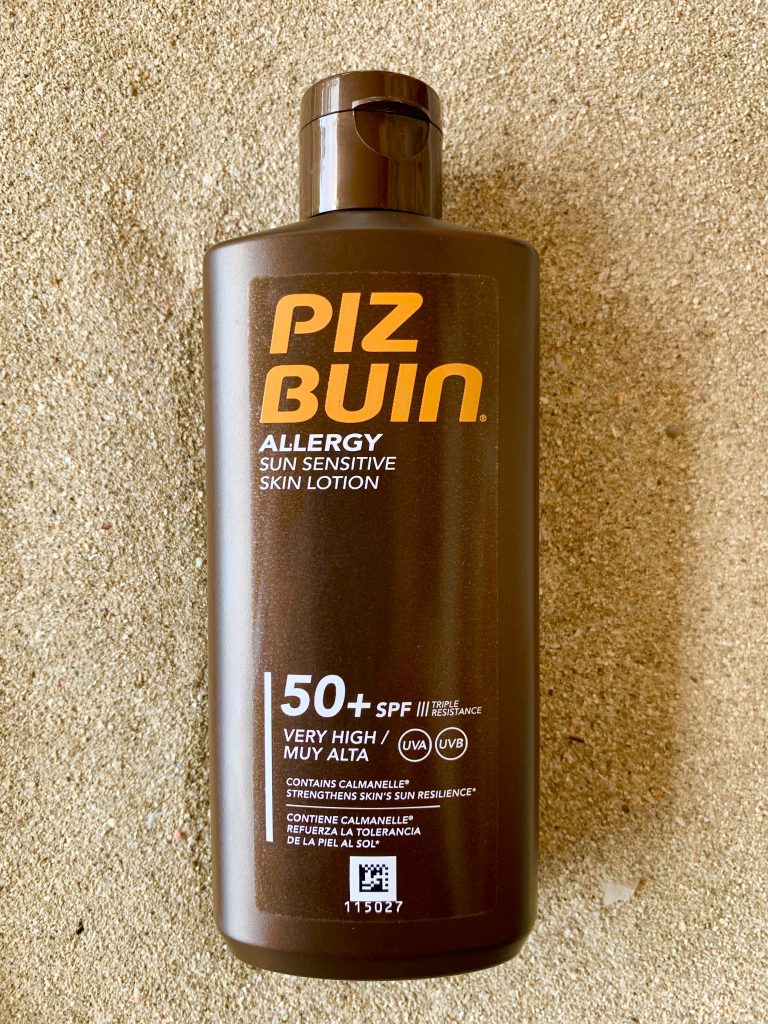 PIZ
BUIN®
ALLERGY
SUN SENSITIVE
SKIN LOTION
50+ SPF ||| TRIPLE RESISTANCE
VERY HIGH /
MUY ALTA
UVA UVB
CONTAINS CALMANELLE®
STRENGTHENS SKIN'S SUN RESILIENCE*
CONTIENE CALMANELLE®
REFUERZA LA TOLERANCIA
DE LA PIEL AL SOL*
115027